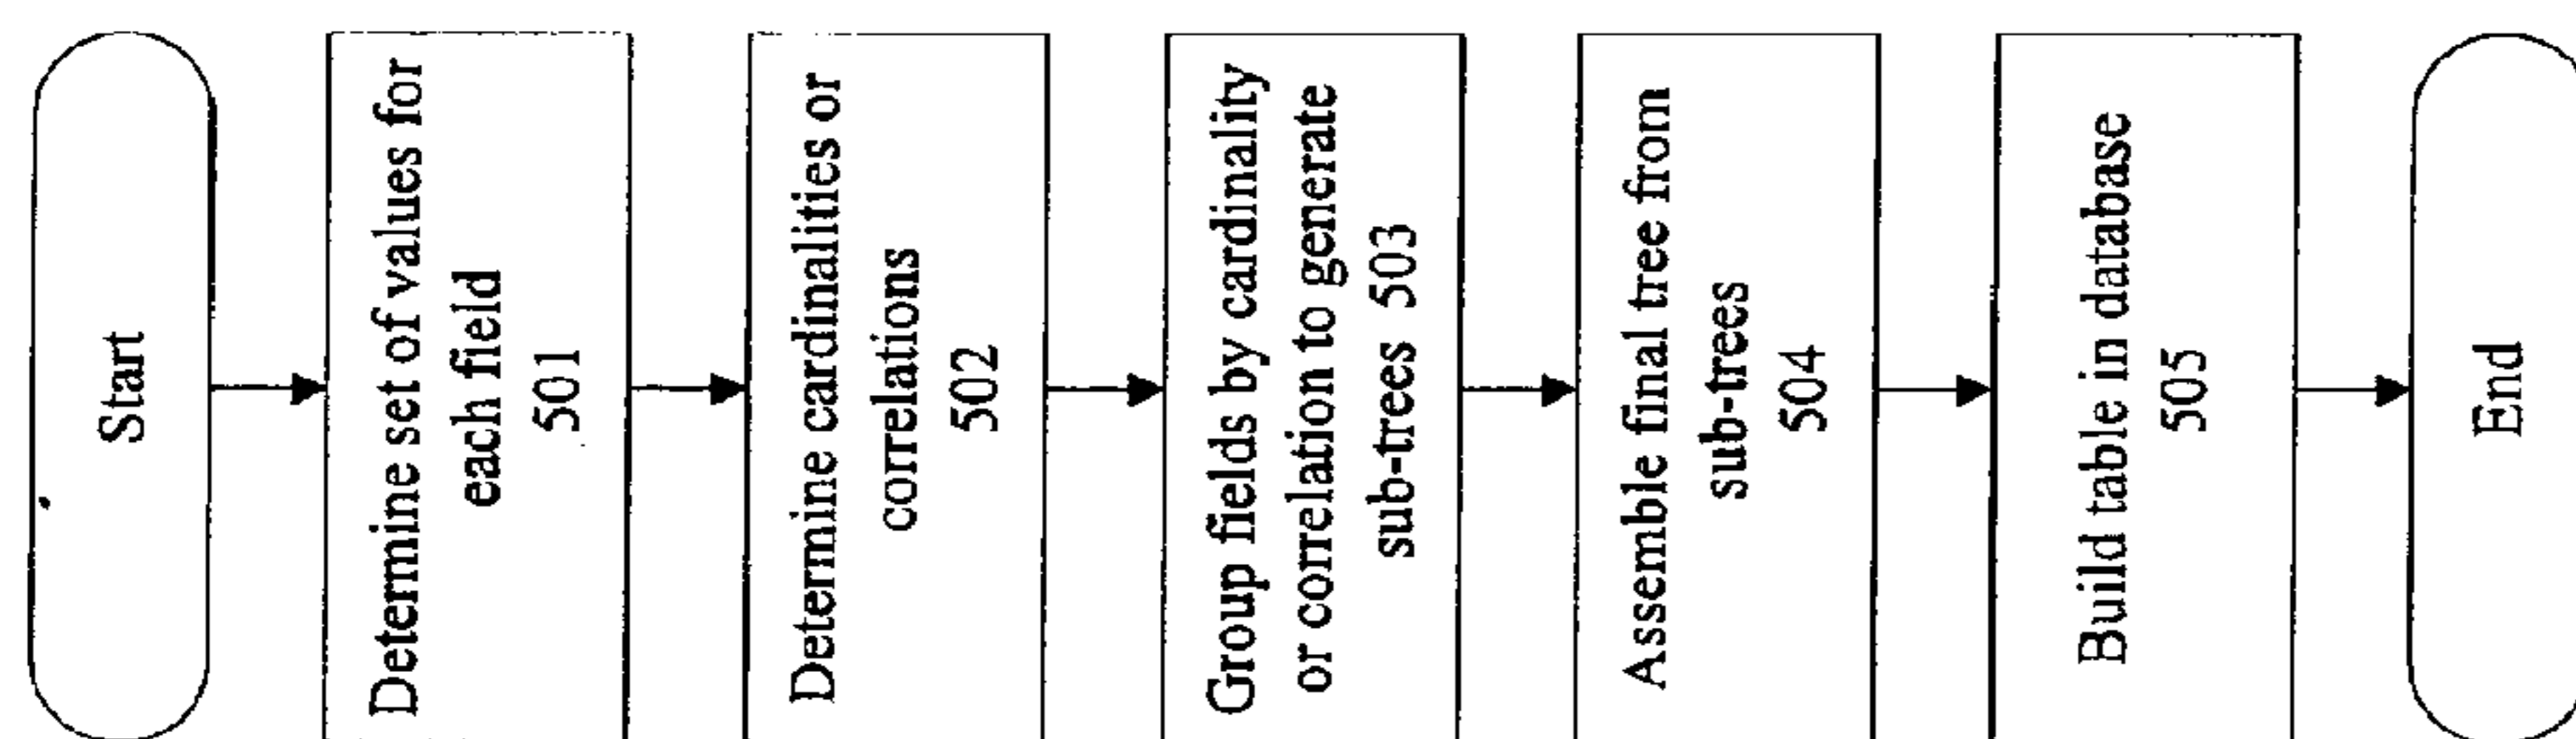 Start
Determine set of values for
each field
501
Determine cardinalities or
correlations
502
Group fields by cardinality
or correlation to generate
sub-trees 503
Assemble final tree from
sub-trees
504
Build table in database
505
End